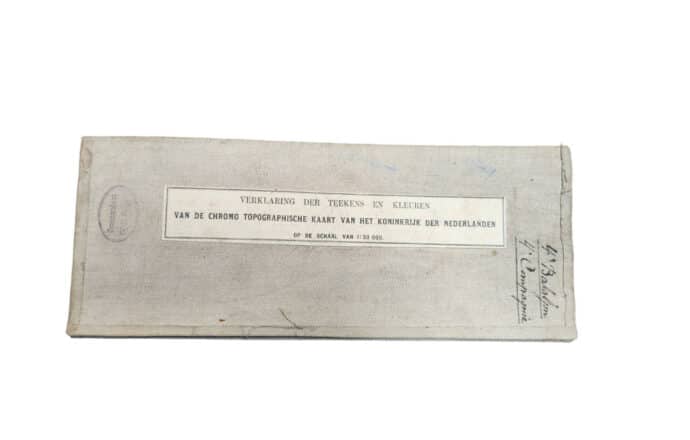 VERKLARING DER TEEKENS EN KLEUREN
VAN DE CHROMO TOPOGRAPHISCHE KAART VAN HET KONINKRIJK DER NEDERLANDEN
OP DE SCHAAL VAN 1:50 000.
4e Bataljon
4e Compagnie